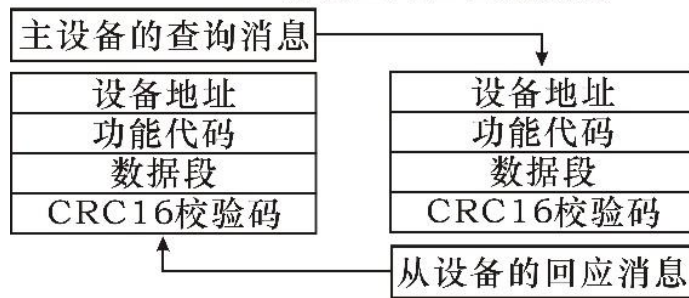 主设备的查询消息
设备地址
功能代码
数据段
CRC16校验码
设备地址
功能代码
数据段
CRC16校验码
从设备的回应消息